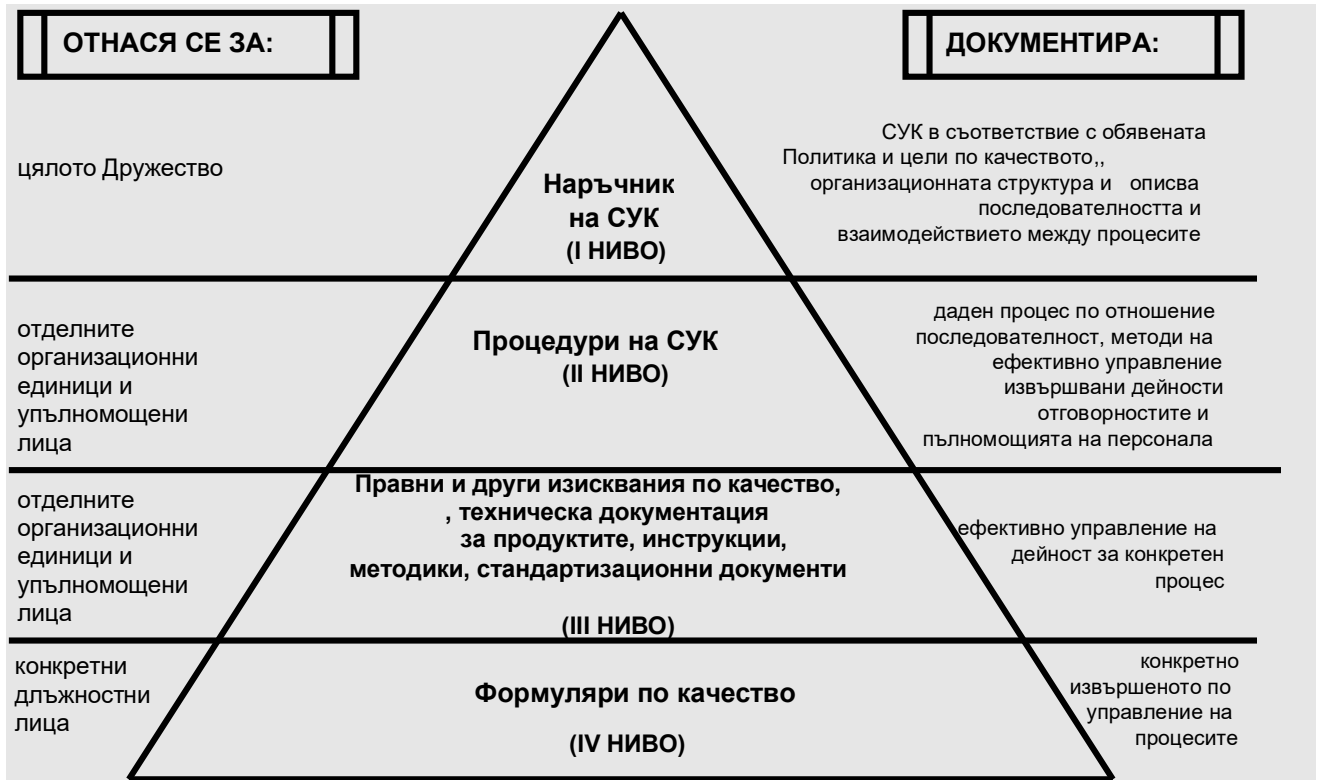 ОТНАСЯ СЕ ЗА:
ДОКУМЕНТИРА:
цялото Дружество
Наръчник
на СУК
(I НИВО)
СУК в съответствие с обявената
Политика и цели по качеството,,
организационната структура и описва
последователността и
взаимодействието между процесите
отделните
организационни
единици и
упълномощени
лица
Процедури на СУК
(II НИВО)
даден процес по отношение
последователност, методи на
ефективно управление
извършвани дейности
отговорностите и
пълномощията на персонала
отделните
организационни
единици и
упълномощени
лица
Правни и други изисквания по качество,
, техническа документация
за продуктите, инструкции,
методики, стандартизационни документи
(III НИВО)
ефективно управление на
дейност за конкретен
процес
конкретни
длъжностни
лица
Формуляри по качество
(IV НИВО)
конкретно
извършеното по
управление на
процесите